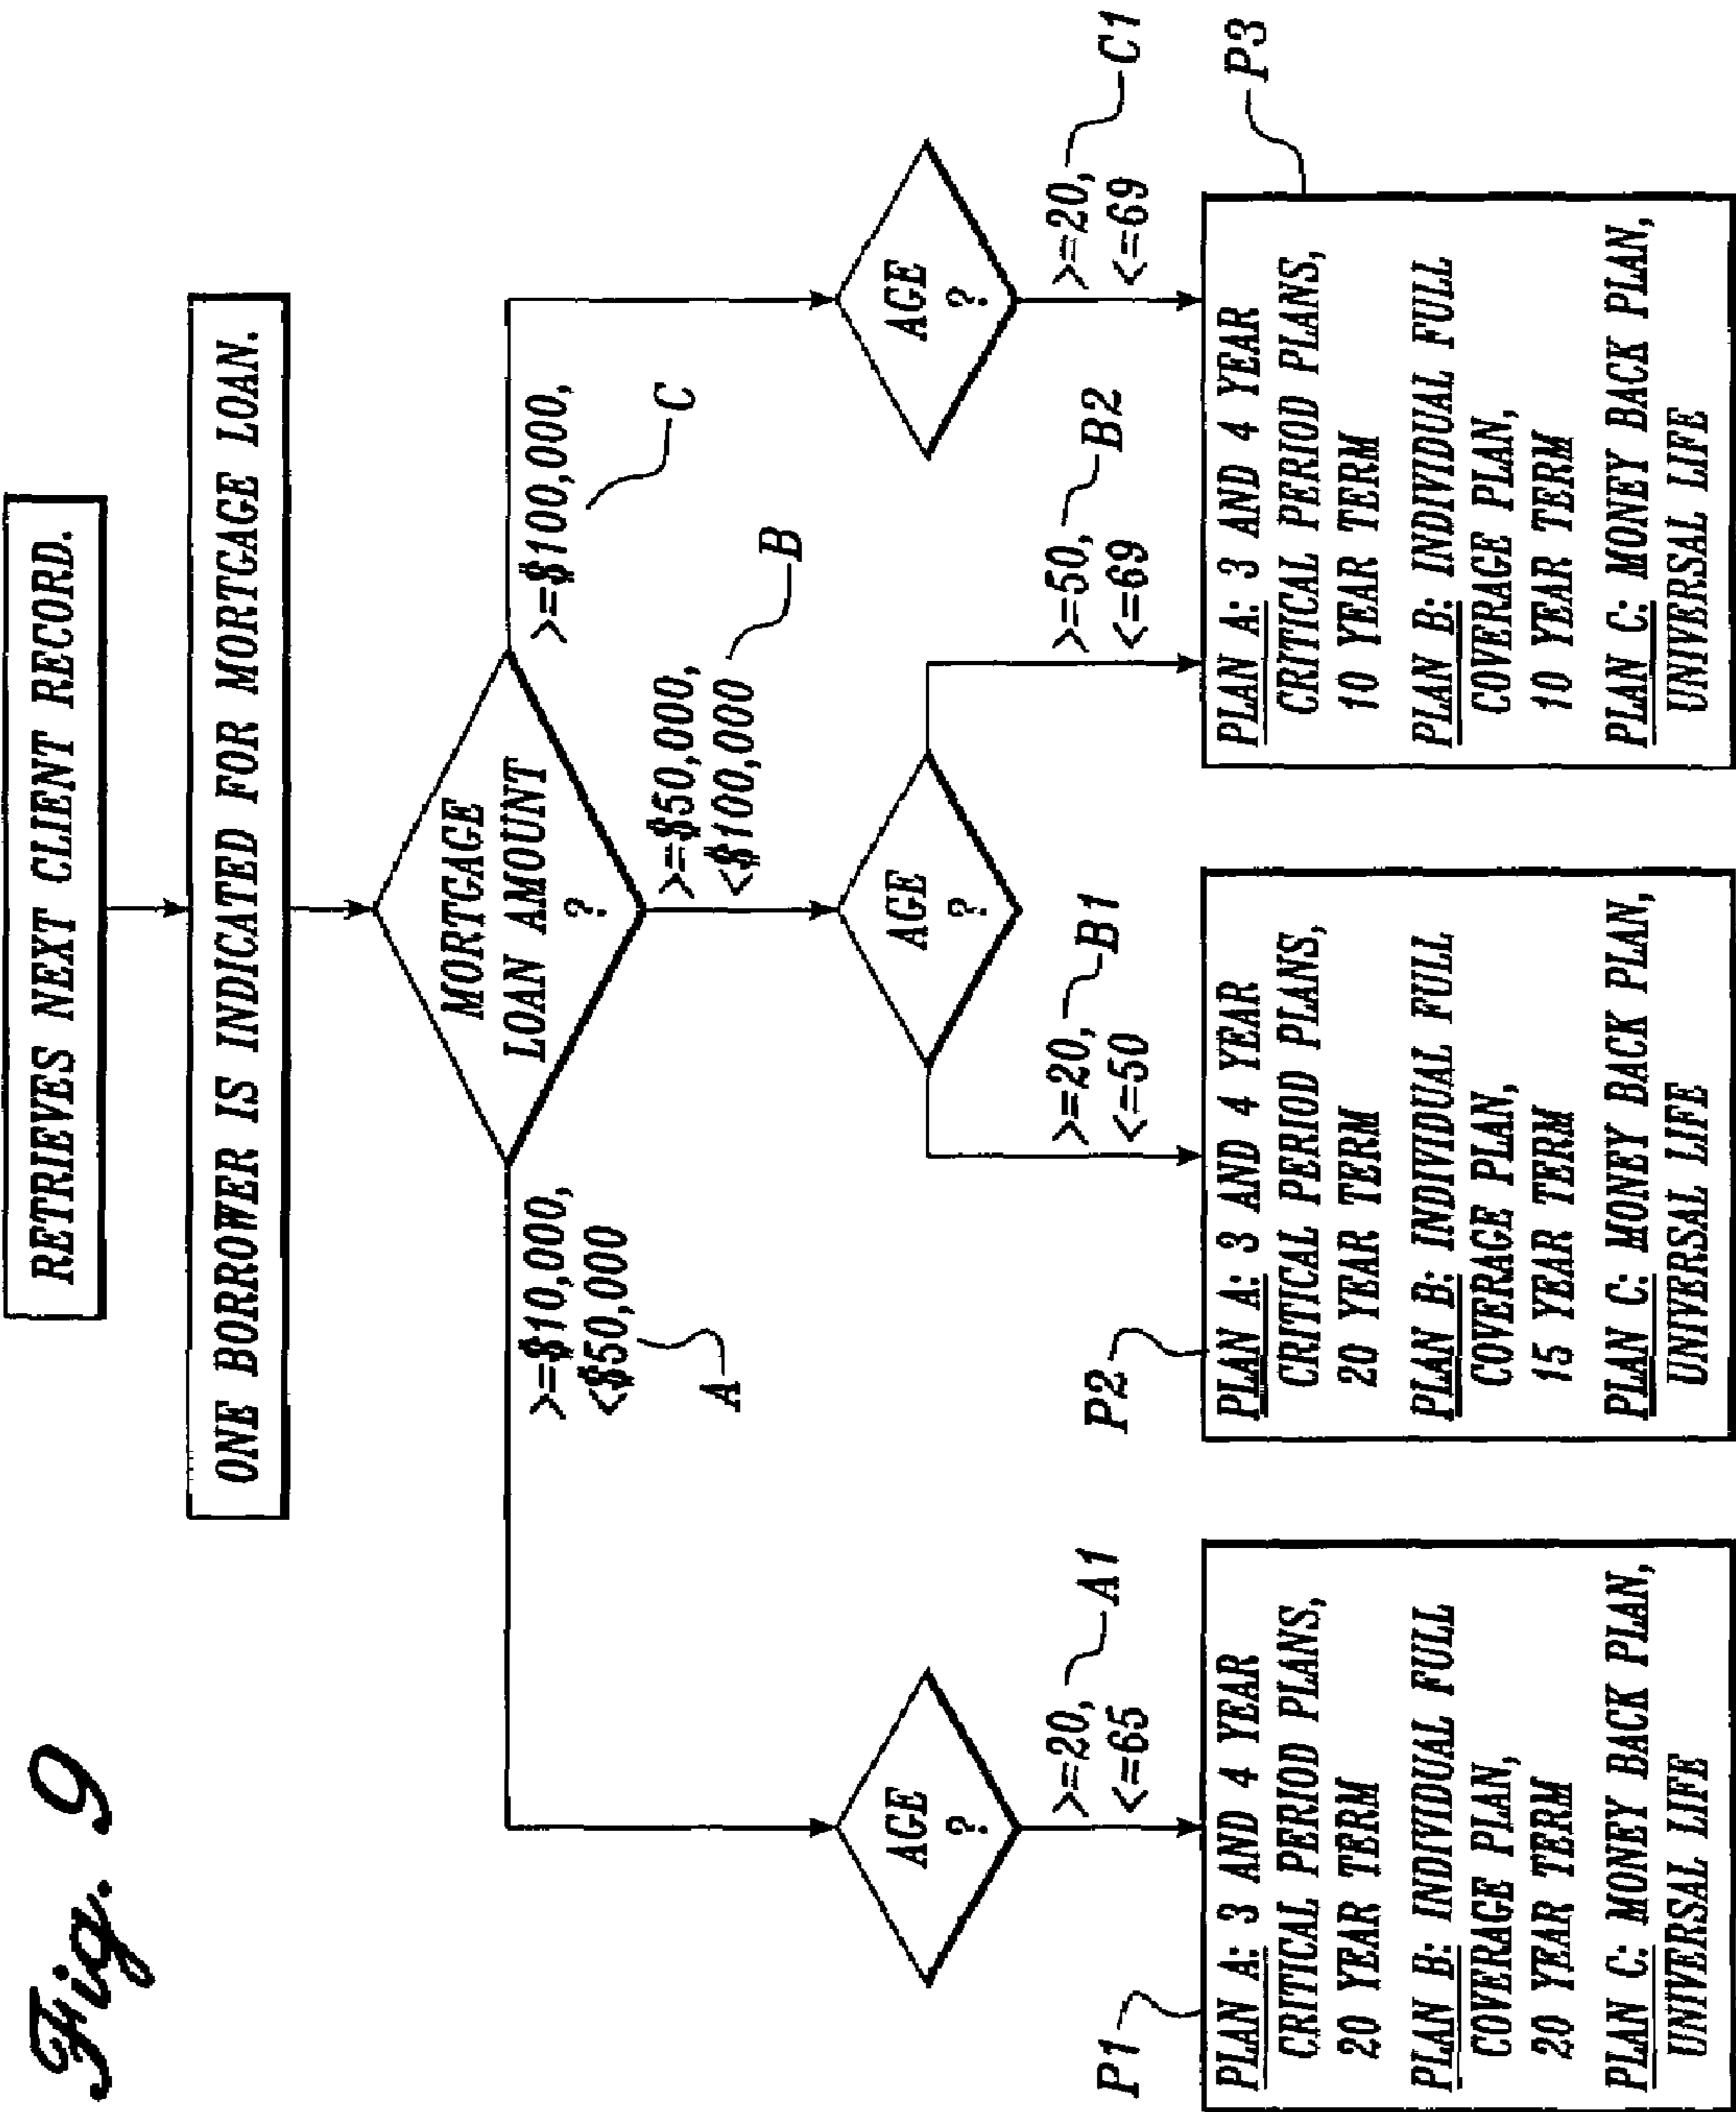 Fig. 9
RETRIEVES NEXT CLIENT RECORD.
ONE BORROWER IS INDICATED FOR MORTGAGE LOAN.
MORTGAGE
LOAN AMOUNT
?
>=$10,000,
<$50,000
A
>=$50,000,
<$100,000
B
>=$100,000,
C
AGE
?
>=20,
<=65
A1
AGE
?
>=20,
<=50
B1
>=50,
<=69
B2
AGE
?
>=20,
<=69
C1
P1
PLAN A: 3 AND 4 YEAR
CRITICAL PERIOD PLANS,
20 YEAR TERM
PLAN B: INDIVIDUAL FULL
COVERAGE PLAN,
20 YEAR TERM
PLAN C: MONEY BACK PLAN,
UNIVERSAL LIFE
P2
PLAN A: 3 AND 4 YEAR
CRITICAL PERIOD PLANS,
20 YEAR TERM
PLAN B: INDIVIDUAL FULL
COVERAGE PLAN,
15 YEAR TERM
PLAN C: MONEY BACK PLAN,
UNIVERSAL LIFE
P3
PLAN A: 3 AND 4 YEAR
CRITICAL PERIOD PLANS,
10 YEAR TERM
PLAN B: INDIVIDUAL FULL
COVERAGE PLAN,
10 YEAR TERM
PLAN C: MONEY BACK PLAN,
UNIVERSAL LIFE